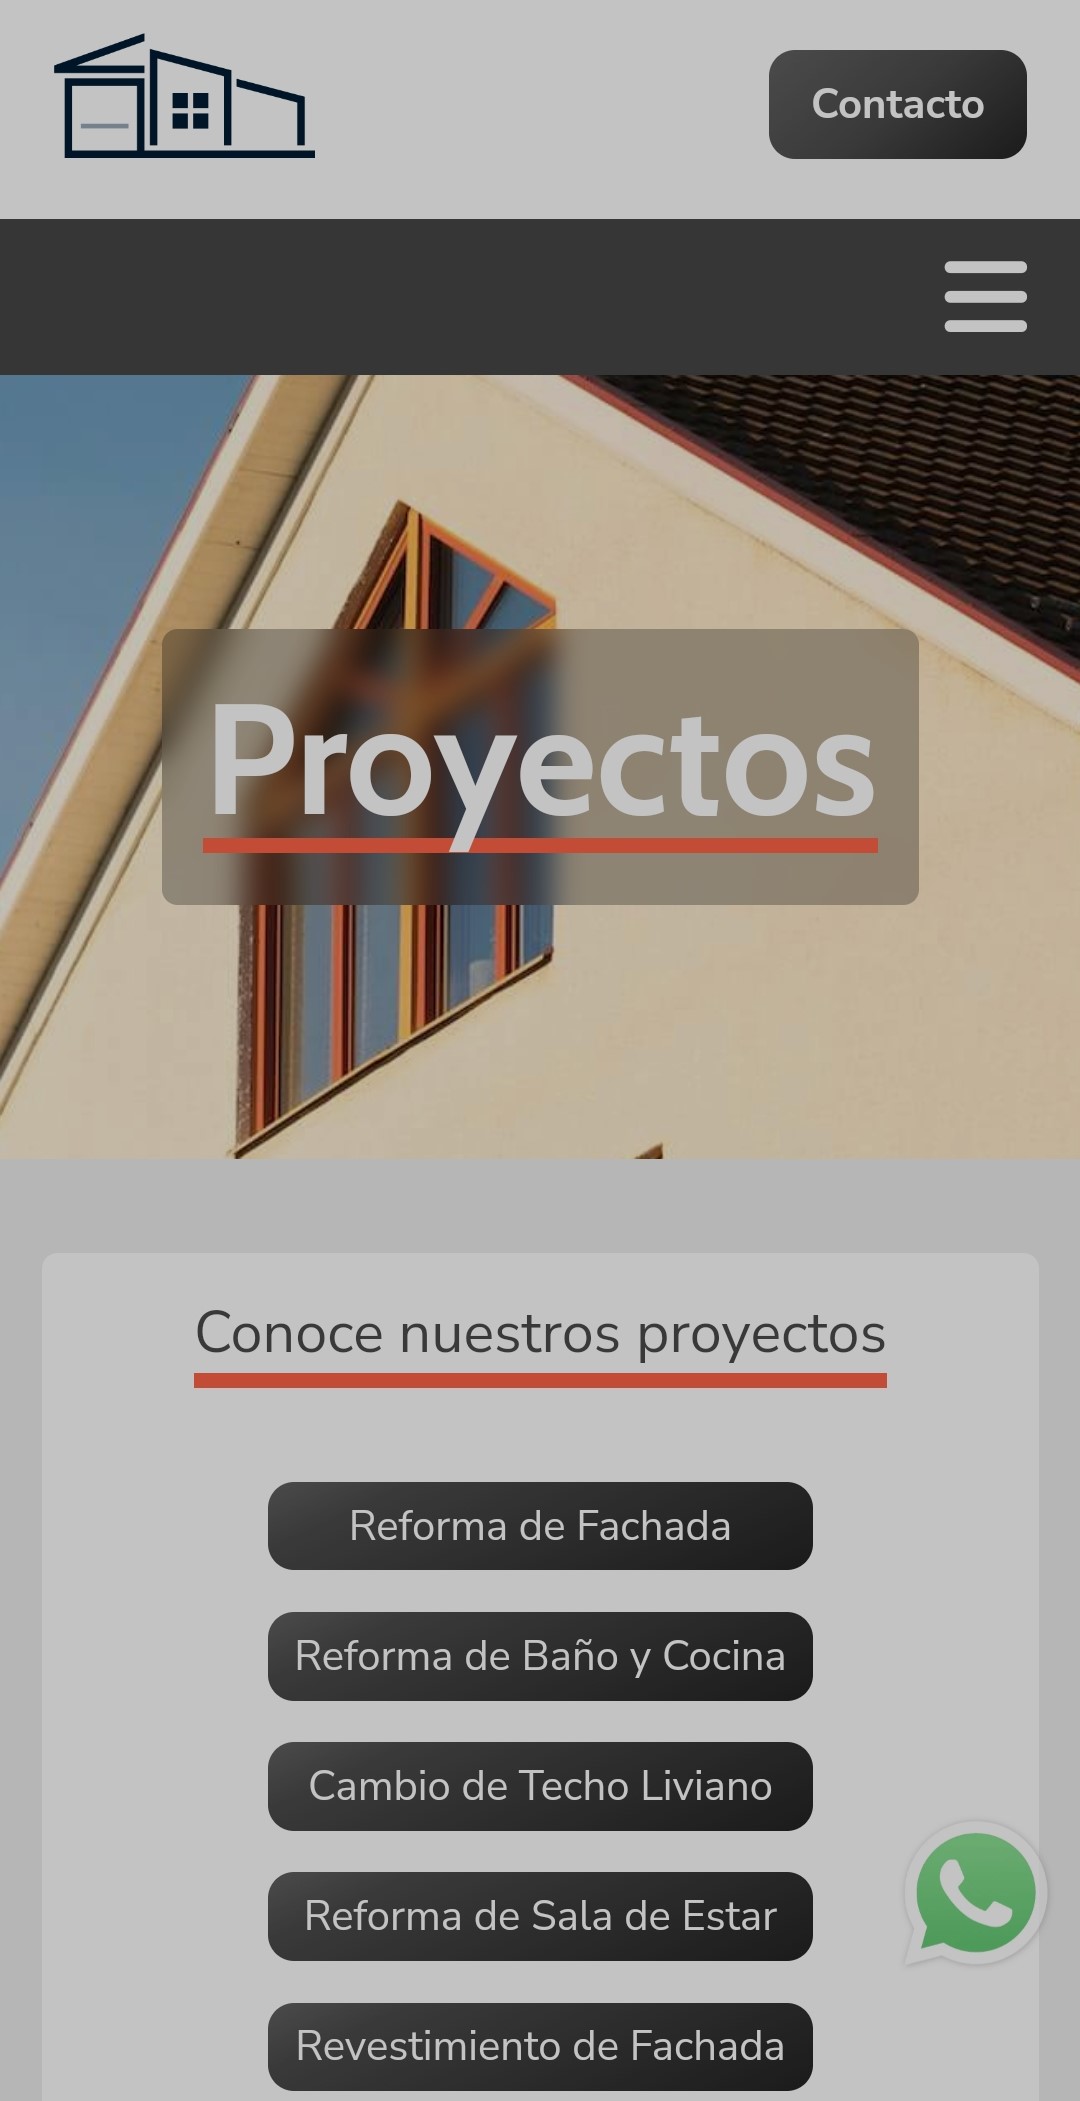 Contacto
Proyectos
Conoce nuestros proyectos
Reforma de Fachada
Reforma de Baño y Cocina
Cambio de Techo Liviano
Reforma de Sala de Estar
Revestimiento de Fachada